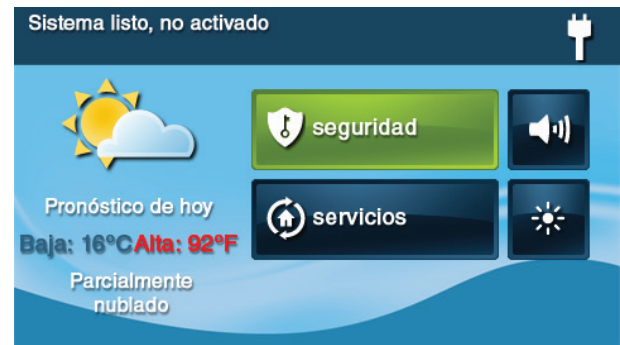 Sistema listo, no activado
seguridad
servicios
Pronóstico de hoy
Baja: 16°C Alta: 92°F
Parcialmente
nublado